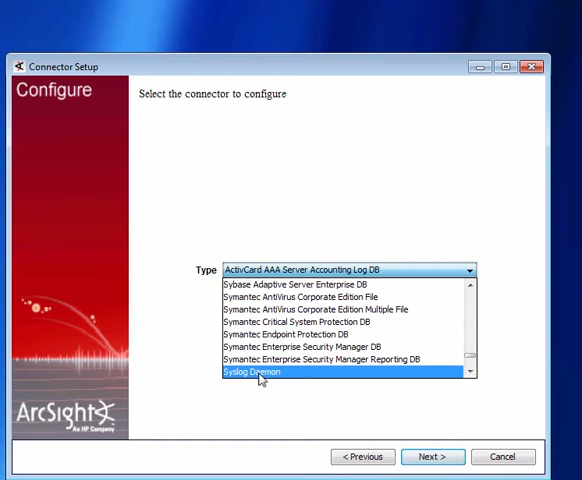 Connector Setup
Configure
Select the connector to configure
Type
ActivCard AAA Server Accounting Log DB
Sybase Adaptive Server Enterprise DB
Symantec AntiVirus Corporate Edition File
Symantec AntiVirus Corporate Edition Multiple File
Symantec Critical System Protection DB
Symantec Endpoint Protection DB
Symantec Enterprise Security Manager DB
Symantec Enterprise Security Manager Reporting DB
Syslog Daemon
ArcSight
An HP Company
< Previous
Next >
Cancel